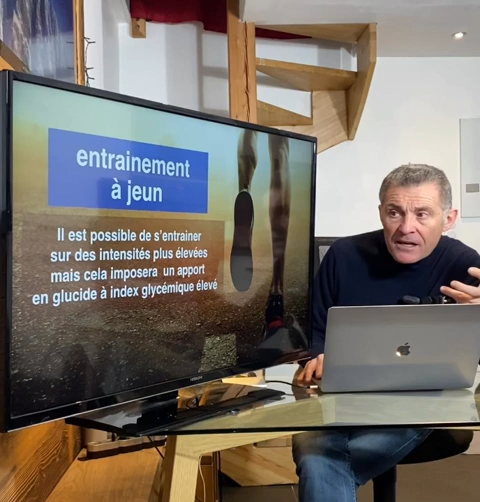 entrainement
à jeun
Il est possible de s'entrainer
sur des intensités plus élevées
mais cela imposera un apport
en glucide à index glycémique élevé